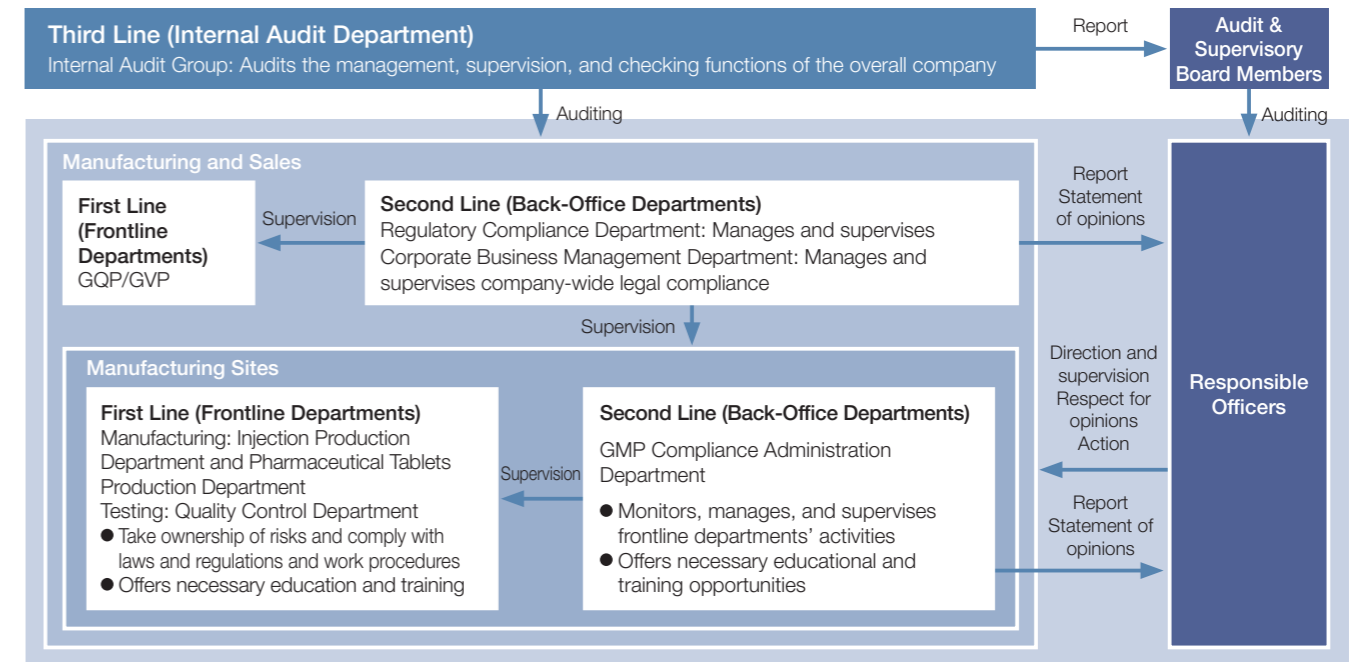 Third Line (Internal Audit Department)
Internal Audit Group: Audits the management, supervision, and checking functions of the overall company
Report
Audit &
Supervisory
Board Members
Auditing
Auditing
Manufacturing and Sales
First Line
(Frontline
Departments)
GQP/GVP
Supervision
Second Line (Back-Office Departments)
Regulatory Compliance Department: Manages and supervises
Corporate Business Management Department: Manages and
supervises company-wide legal compliance
Report
Statement
of opinions
Supervision
Manufacturing Sites
First Line (Frontline Departments)
Manufacturing: Injection Production
Department and Pharmaceutical Tablets
Production Department
Testing: Quality Control Department
● Take ownership of risks and comply with
laws and regulations and work procedures
● Offers necessary education and training
Supervision
Second Line (Back-Office Departments)
GMP Compliance Administration
Department
● Monitors, manages, and supervises
frontline departments’ activities
● Offers necessary educational and
training opportunities
Direction and
supervision
Respect for
opinions
Action
Report
Statement of
opinions
Responsible
Officers